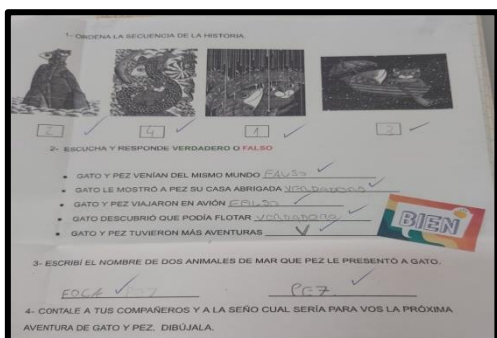 1- ORDENA LA SECUENCIA DE LA HISTORIA.
2 4 1 3
2- ESCUCHA Y RESPONDE VERDADERO O FALSO
• GATO Y PEZ VENÍAN DEL MISMO MUNDO FALSO
• GATO LE MOSTRÓ A PEZ SU CASA ABRIGADA
• GATO Y PEZ VIAJARON EN AVIÓN FALSO
• GATO DESCUBRIÓ QUE PODÍA FLOTAR VERDADERO
• GATO Y PEZ TUVIERON MÁS AVENTURAS V
BIEN
3- ESCRIBÍ EL NOMBRE DE DOS ANIMALES DE MAR QUE PEZ LE PRESENTÓ A GATO.
FOCA PEZ
4- CONTALE A TUS COMPAÑEROS Y A LA SEÑO CUAL SERÍA PARA VOS LA PRÓXIMA
AVENTURA DE GATO Y PEZ. DIBÚJALA.